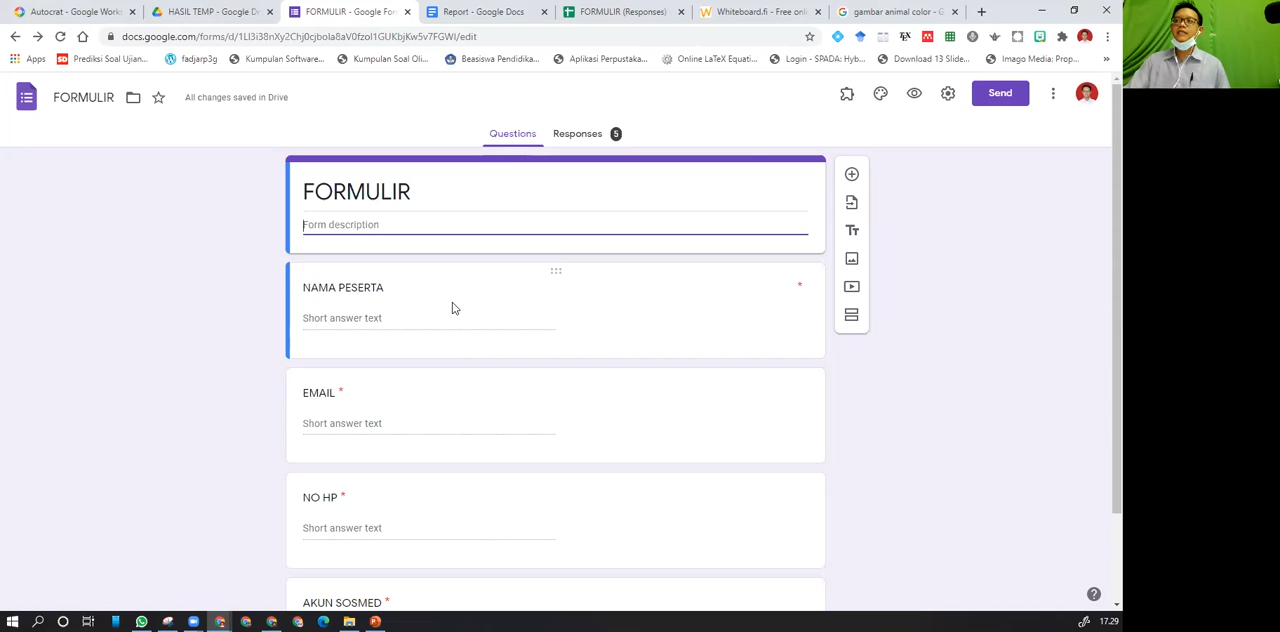 Autocrat - Google Works
HASIL TEMP - Google Dr
FORMULIR - Google For
Report - Google Docs
FORMULIR (Responses)
Whiteboard.fi - Free onli
gambar animal color - G
docs.google.com/forms/d/1Ll3i38nXy2Chj0cjbola8aV0fzol1GUKbjKw5v7FGWI/edit
Apps
Prediksi Soal Ujian...
fadjarp3g
Kumpulan Software...
Kumpulan Soal Oli...
Beasiswa Pendidika...
Aplikasi Perpustaka...
Online LaTeX Equati...
Login - SPADA: Hyb...
Download 13 Slide...
Imago Media; Prop...
FORMULIR
All changes saved in Drive
Send
Questions
Responses 5
FORMULIR
Form description
NAMA PESERTA *
Short answer text
EMAIL *
Short answer text
NO HP *
Short answer text
AKUN SOSMED *
17.29